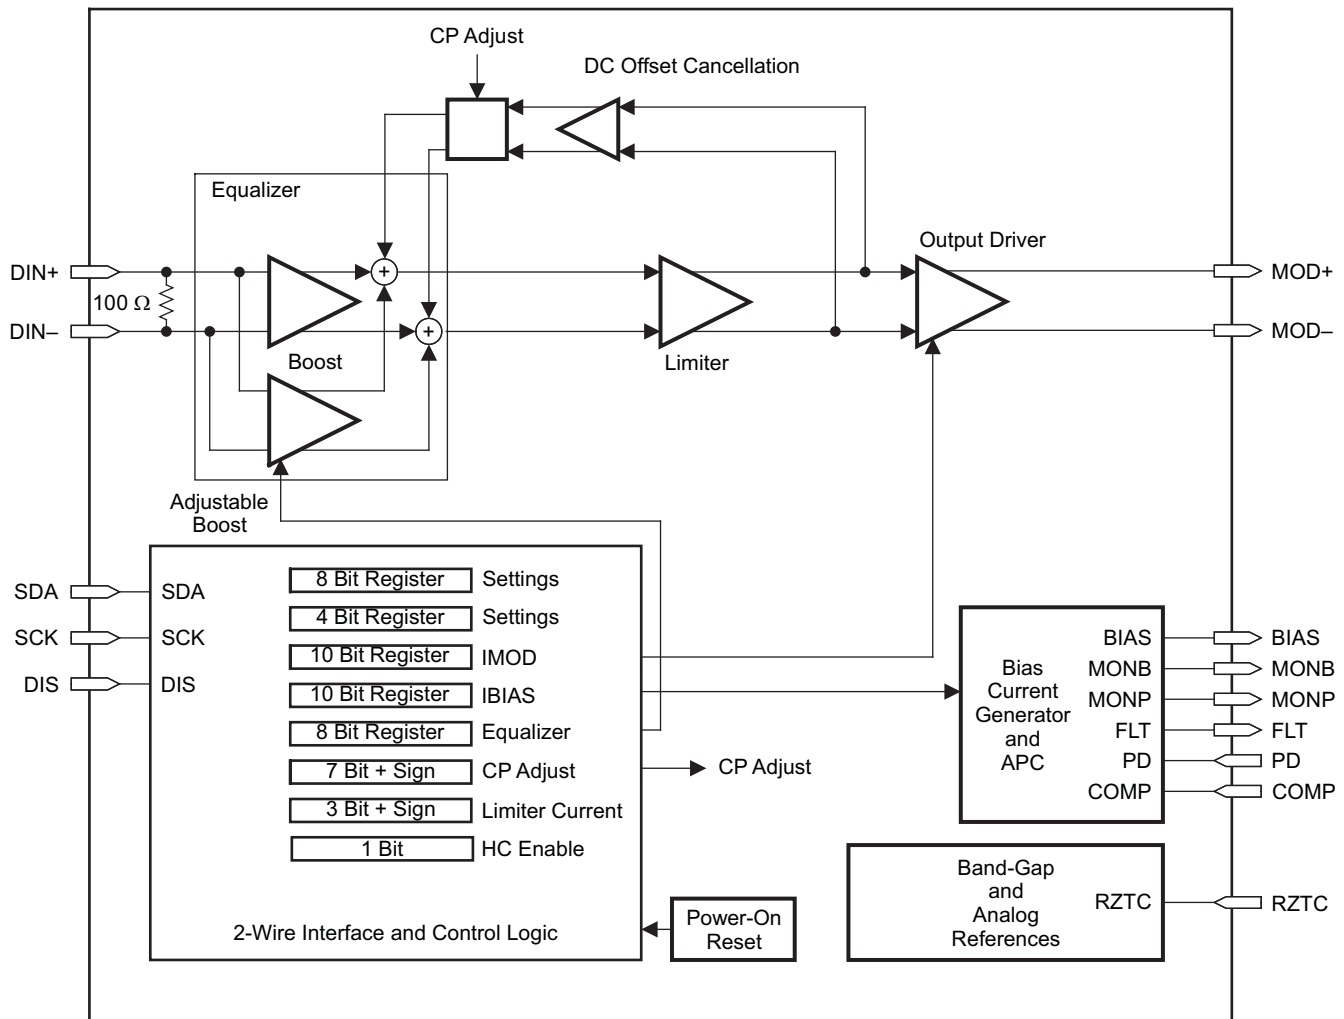 CP Adjust
DC Offset Cancellation
Equalizer
Output Driver
DIN+
+
MOD+
100 Ω
DIN–
+
MOD–
Boost
Limiter
Adjustable
Boost
SDA
SDA
8 Bit Register
Settings
4 Bit Register
Settings
SCK
SCK
10 Bit Register
IMOD
DIS
DIS
10 Bit Register
IBIAS
8 Bit Register
Equalizer
7 Bit + Sign
CP Adjust
CP Adjust
3 Bit + Sign
Limiter Current
1 Bit
HC Enable
2-Wire Interface and Control Logic
Power-On
Reset
Bias
Current
Generator
and
APC
BIAS
BIAS
MONB
MONB
MONP
MONP
FLT
FLT
PD
PD
COMP
COMP
Band-Gap
and
Analog
References
RZTC
RZTC